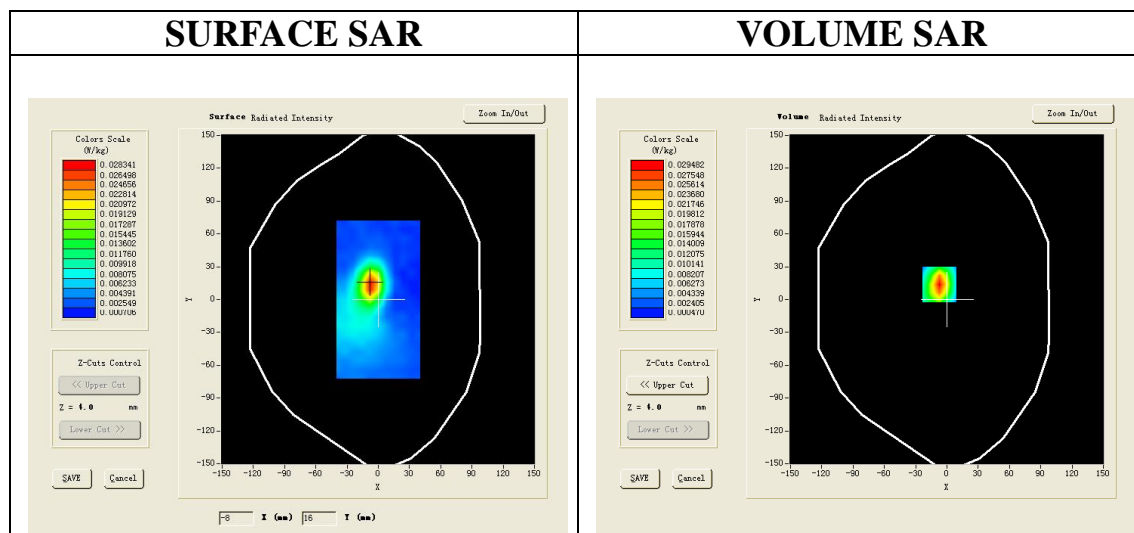 SURFACE SAR
VOLUME SAR
Surface Radiated Intensity
Zoom In/Out
Colors Scale
(W/kg)
0.028341
0.026498
0.024656
0.022814
0.020972
0.019129
0.017287
0.015445
0.013602
0.011760
0.009918
0.008075
0.006233
0.004391
0.002549
0.000706
150
120
90
60
30
0
-30
-60
-90
-120
-150
Y
-150 -120 -90 -60 -30 0 30 60 90 120 150
X
Z-Cuts Control
<< Upper Cut
Z = 4.0 mm
Lower Cut >>
SAVE
Cancel
-8 X (mm) 16 Y (mm)
Volume Radiated Intensity
Zoom In/Out
Colors Scale
(W/kg)
0.029482
0.027548
0.025614
0.023680
0.021746
0.019812
0.017878
0.015944
0.014009
0.012075
0.010141
0.008207
0.006273
0.004339
0.002405
0.000470
150
120
90
60
30
0
-30
-60
-90
-120
-150
Y
-150 -120 -90 -60 -30 0 30 60 90 120 150
X
Z-Cuts Control
<< Upper Cut
Z = 4.0 mm
Lower Cut >>
SAVE
Cancel